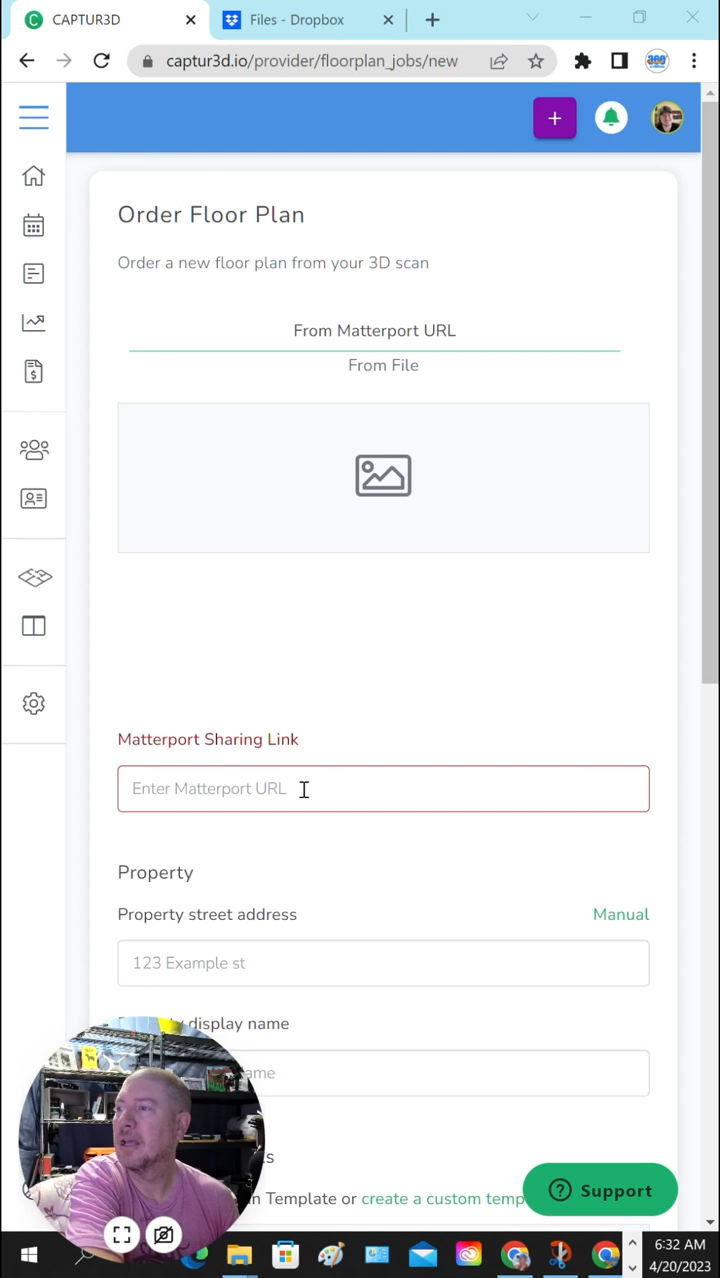 CAPTUR3D
Files - Dropbox
captur3d.io/provider/floorplan_jobs/new
Order Floor Plan
Order a new floor plan from your 3D scan
From Matterport URL
From File
Matterport Sharing Link
Enter Matterport URL
Property
Property street address
Manual
123 Example st
display name
Template or create a custom
Support
6:32 AM
4/20/2023